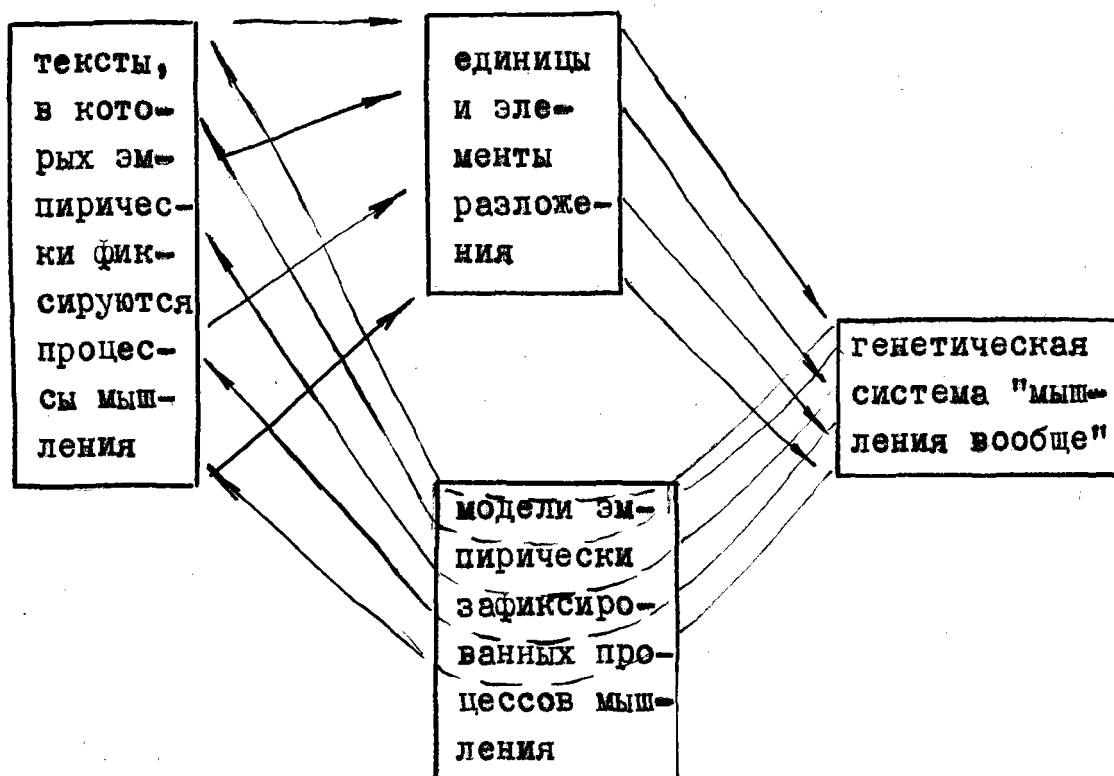 тексты,
в кото-
рых эм-
пиричес-
ки фик-
сируются
процес-
сы мыш-
ления
единицы
и эле-
менты
разложе-
ния
генетическая
система "мыш-
ления вообще"
модели эм-
пирически
зафиксиро-
ванных про-
цессов мыш-
ления